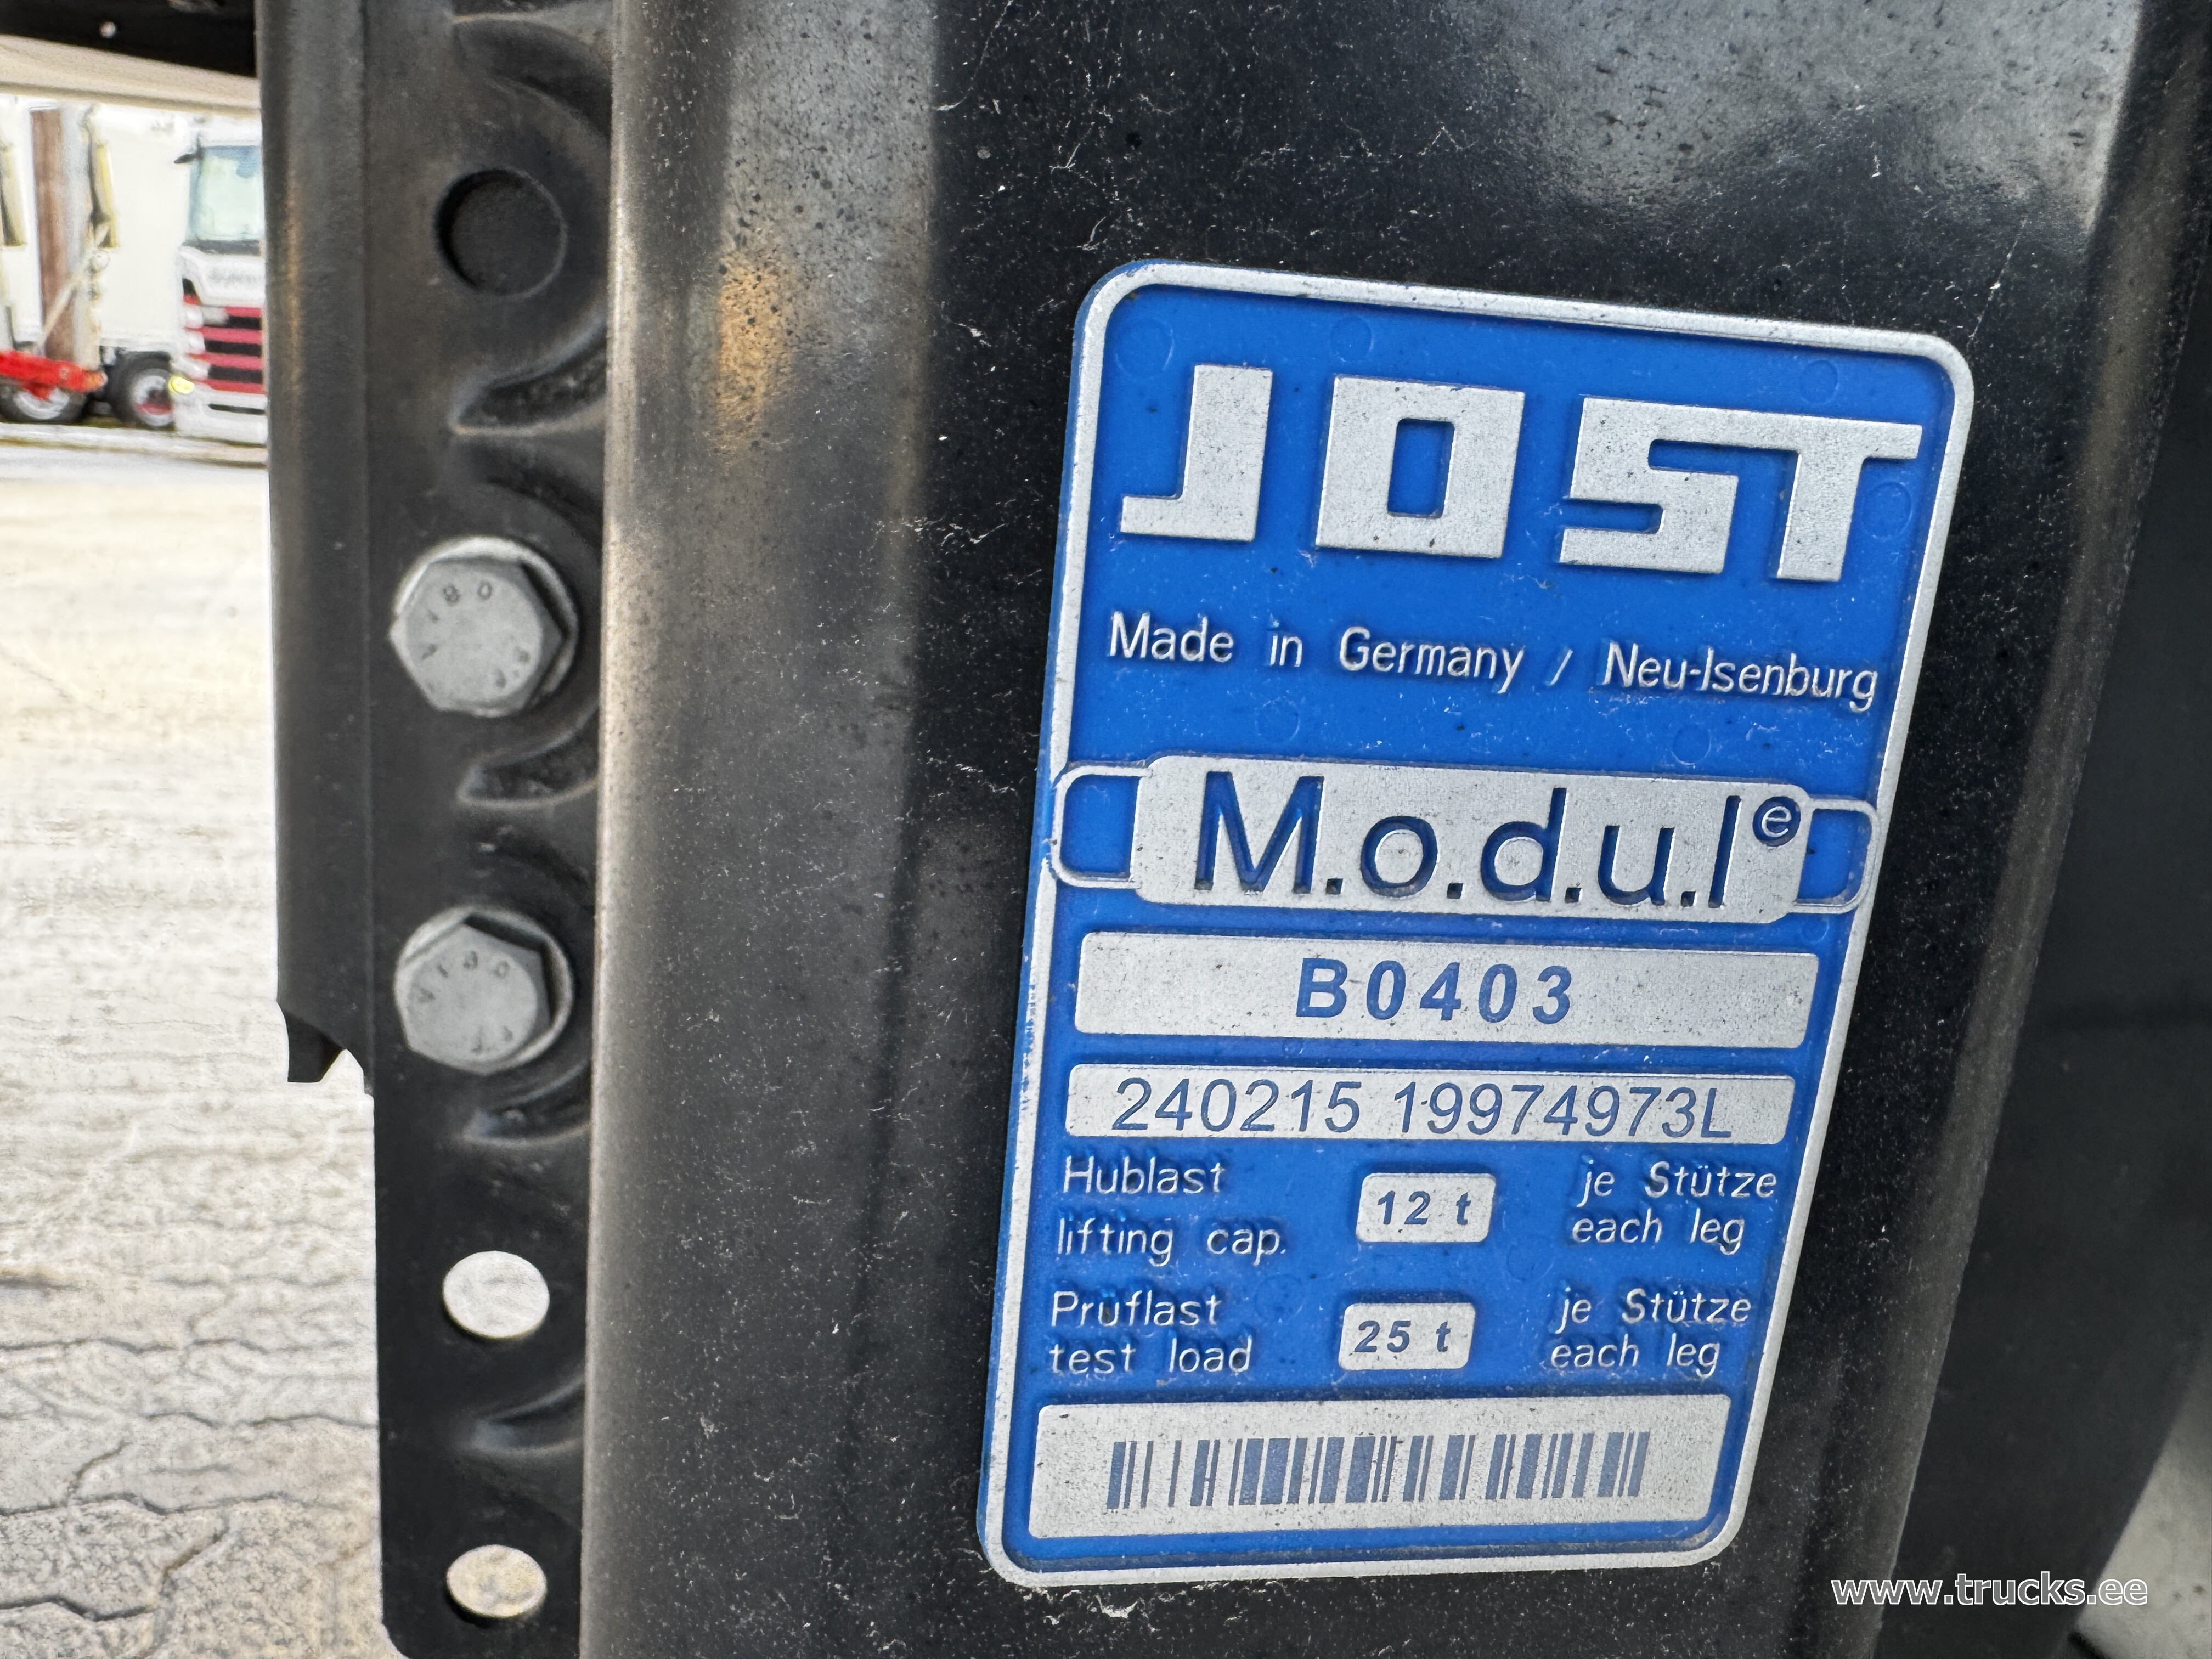 JOST
Made in Germany / Neu-Isenburg
M.o.d.u.l e
B0403
240215 19974973L
Hublast 12 t je Stütze
lifting cap. each leg
Prüflast 25 t je Stütze
test load each leg
www.trucks.ee